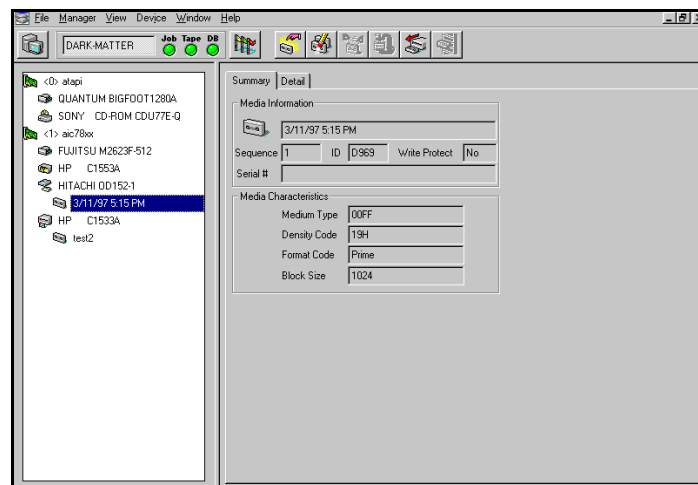 File Manager View Device Window Help
DARK-MATTER Job Tape DB
<0> atapi
QUANTUM BIGFOOT1280A
SONY CD-ROM CDU77E-Q
<1> aic78xx
FUJITSU M2623F-512
HP C1553A
HITACHI OD152-1
3/11/97 5:15 PM
HP C1533A
test2
Summary Detail
Media Information
3/11/97 5:15 PM
Sequence 1 ID D969 Write Protect No
Serial #
Media Characteristics
Medium Type 00FF
Density Code 19H
Format Code Prime
Block Size 1024